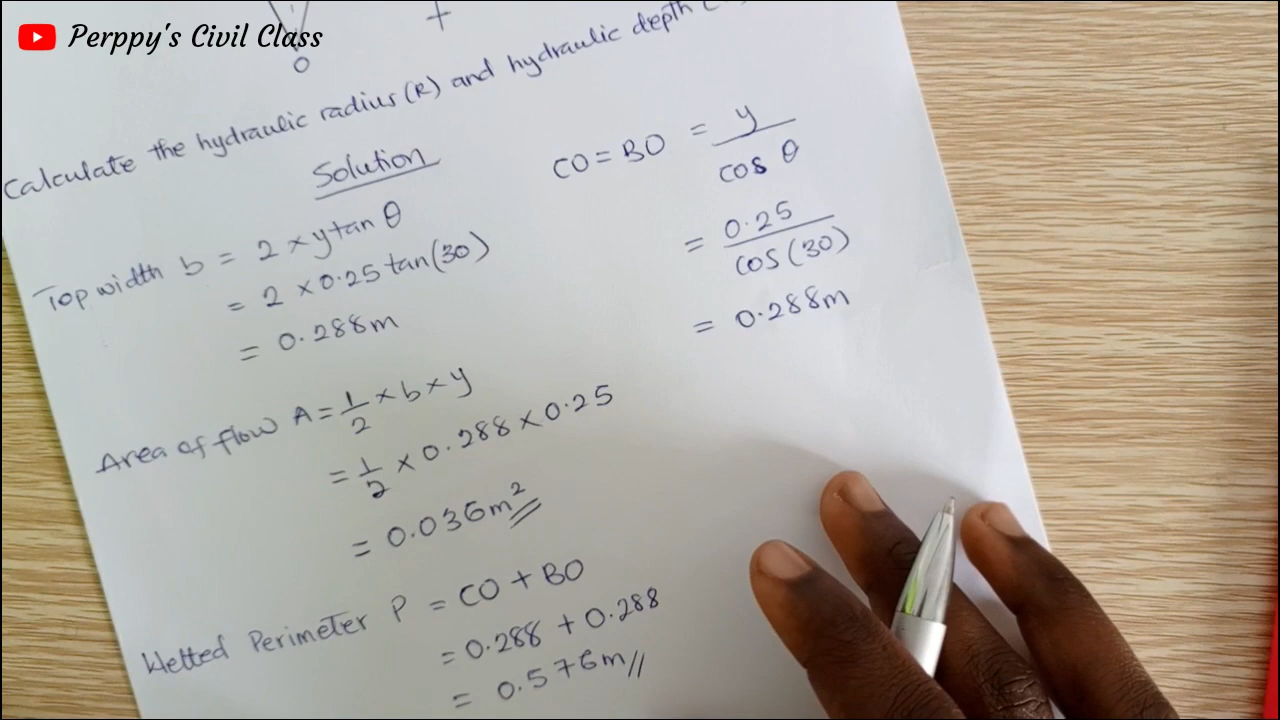 Perppy's Civil Class
+
O
Calculate the hydraulic radius (R) and hydraulic depth
Solution
Top width b = 2 × y tan θ
= 2 × 0.25 tan(30)
= 0.288m
CO = BO = y / cos θ
= 0.25 / cos(30)
= 0.288m
Area of flow A = 1/2 × b × y
= 1/2 × 0.288 × 0.25
= 0.036m²
Wetted Perimeter P = CO + BO
= 0.288 + 0.288
= 0.576m //